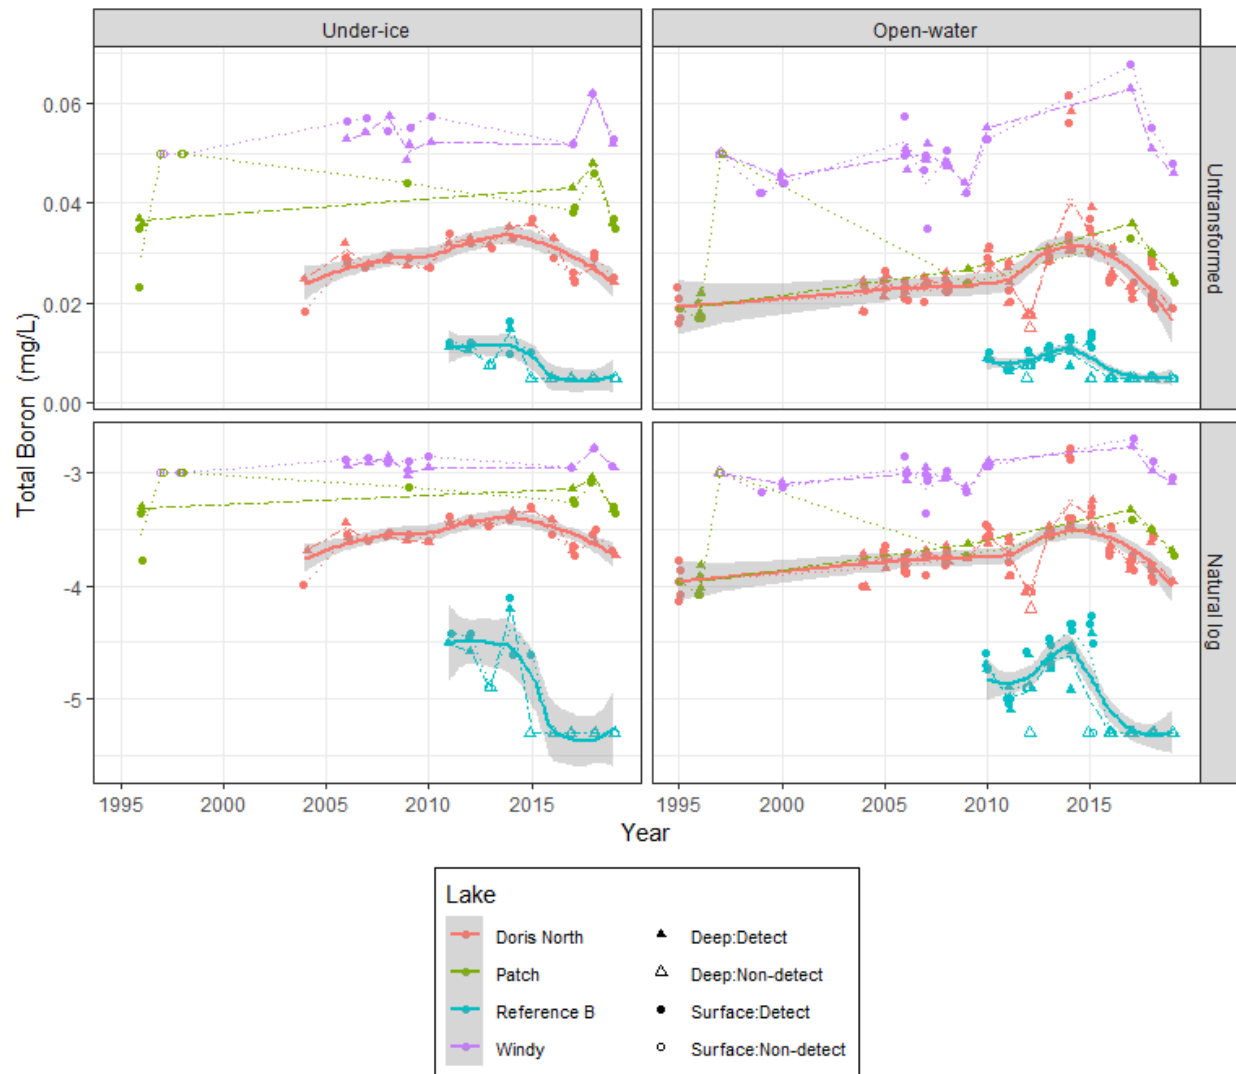 Under-ice
Open-water
0.06
0.04
0.02
0.00
Untransformed
-3
-4
-5
Natural log
Total Boron (mg/L)
1995 2000 2005 2010 2015
1995 2000 2005 2010 2015
Year
Lake
Doris North
Patch
Reference B
Windy
Deep:Detect
Deep:Non-detect
Surface:Detect
Surface:Non-detect